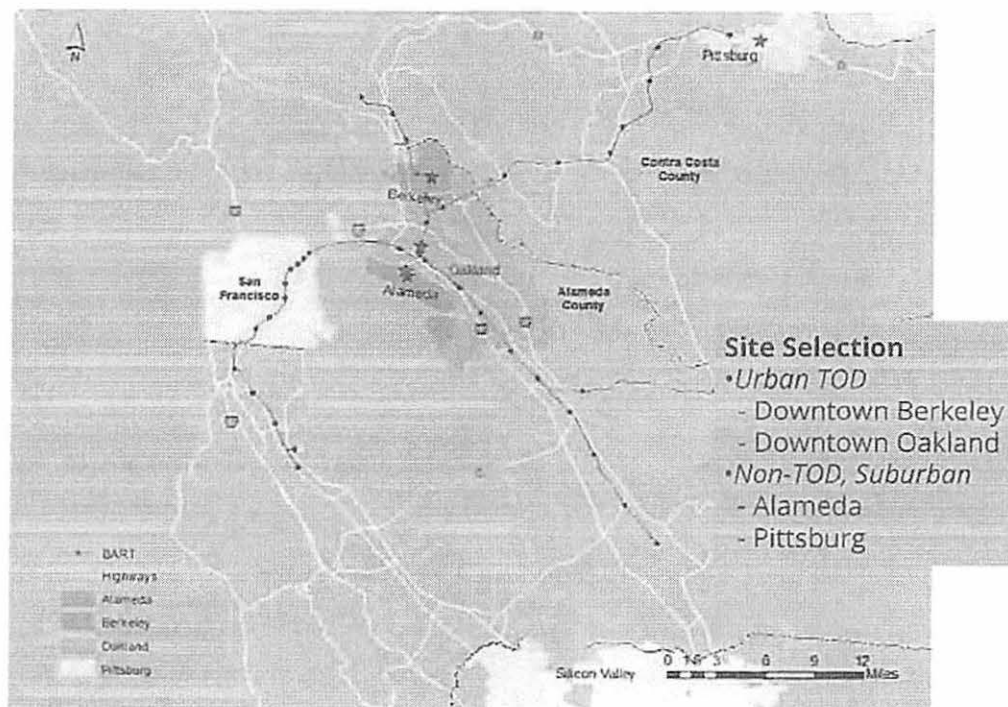 N
Pittsburg
Contra Costa
County
Berkeley
San
Francisco
Oakland
Alameda
Alameda
County
Site Selection
•Urban TOD
- Downtown Berkeley
- Downtown Oakland
•Non-TOD, Suburban
- Alameda
- Pittsburg
BART
Highways
Alameda
Berkeley
Oakland
Pittsburg
Silicon Valley
0 1.5 3 6 9 12
Miles